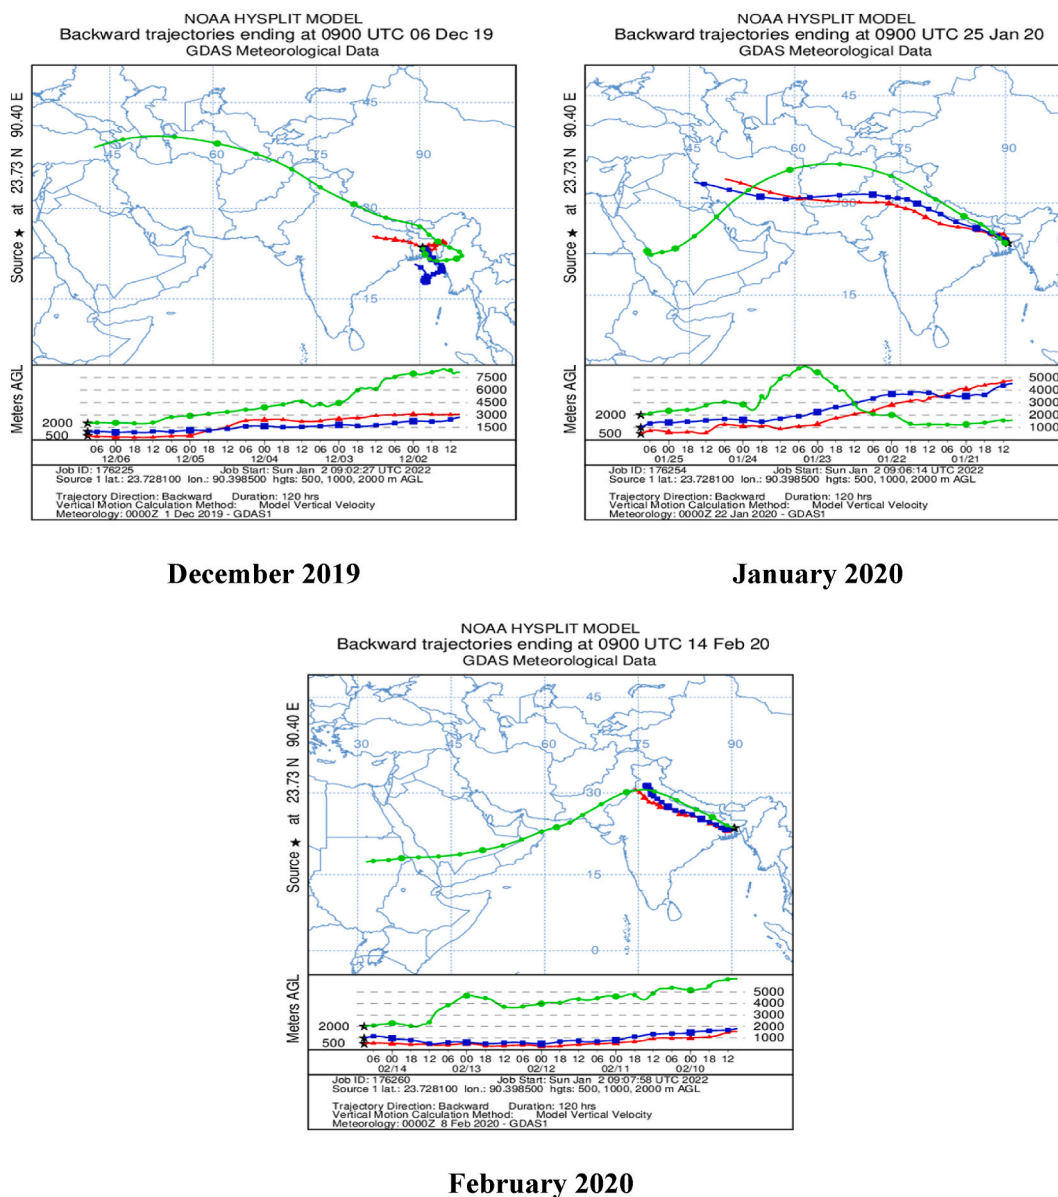 NOAA HYSPLIT MODEL
Backward trajectories ending at 0900 UTC 06 Dec 19
GDAS Meteorological Data
Source ★ at 23.73 N 90.40 E
45
45
60
75
90
30
15
Meters AGL
2000
500
7500
6000
4500
3000
1500
06 00 18 12 06 00 18 12 06 00 18 12 06 00 18 12 06 00 18 12
12/06 12/05 12/04 12/03 12/02
Job ID: 176225 Job Start: Sun Jan 2 09:02:27 UTC 2022
Source 1 lat.: 23.728100 lon.: 90.398500 hgts: 500, 1000, 2000 m AGL
Trajectory Direction: Backward Duration: 120 hrs
Vertical Motion Calculation Method: Model Vertical Velocity
Meteorology: 0000Z 1 Dec 2019 - GDAS1
December 2019
NOAA HYSPLIT MODEL
Backward trajectories ending at 0900 UTC 25 Jan 20
GDAS Meteorological Data
Source ★ at 23.73 N 90.40 E
45
45
60
75
90
30
15
Meters AGL
2000
500
5000
4000
3000
2000
1000
06 00 18 12 06 00 18 12 06 00 18 12 06 00 18 12 06 00 18 12
01/25 01/24 01/23 01/22 01/21
Job ID: 176254 Job Start: Sun Jan 2 09:06:14 UTC 2022
Source 1 lat.: 23.728100 lon.: 90.398500 hgts: 500, 1000, 2000 m AGL
Trajectory Direction: Backward Duration: 120 hrs
Vertical Motion Calculation Method: Model Vertical Velocity
Meteorology: 0000Z 22 Jan 2020 - GDAS1
January 2020
NOAA HYSPLIT MODEL
Backward trajectories ending at 0900 UTC 14 Feb 20
GDAS Meteorological Data
Source ★ at 23.73 N 90.40 E
45
30
45
60
75
90
30
15
0
Meters AGL
2000
500
5000
4000
3000
2000
1000
06 00 18 12 06 00 18 12 06 00 18 12 06 00 18 12 06 00 18 12
02/14 02/13 02/12 02/11 02/10
Job ID: 176260 Job Start: Sun Jan 2 09:07:58 UTC 2022
Source 1 lat.: 23.728100 lon.: 90.398500 hgts: 500, 1000, 2000 m AGL
Trajectory Direction: Backward Duration: 120 hrs
Vertical Motion Calculation Method: Model Vertical Velocity
Meteorology: 0000Z 8 Feb 2020 - GDAS1
February 2020